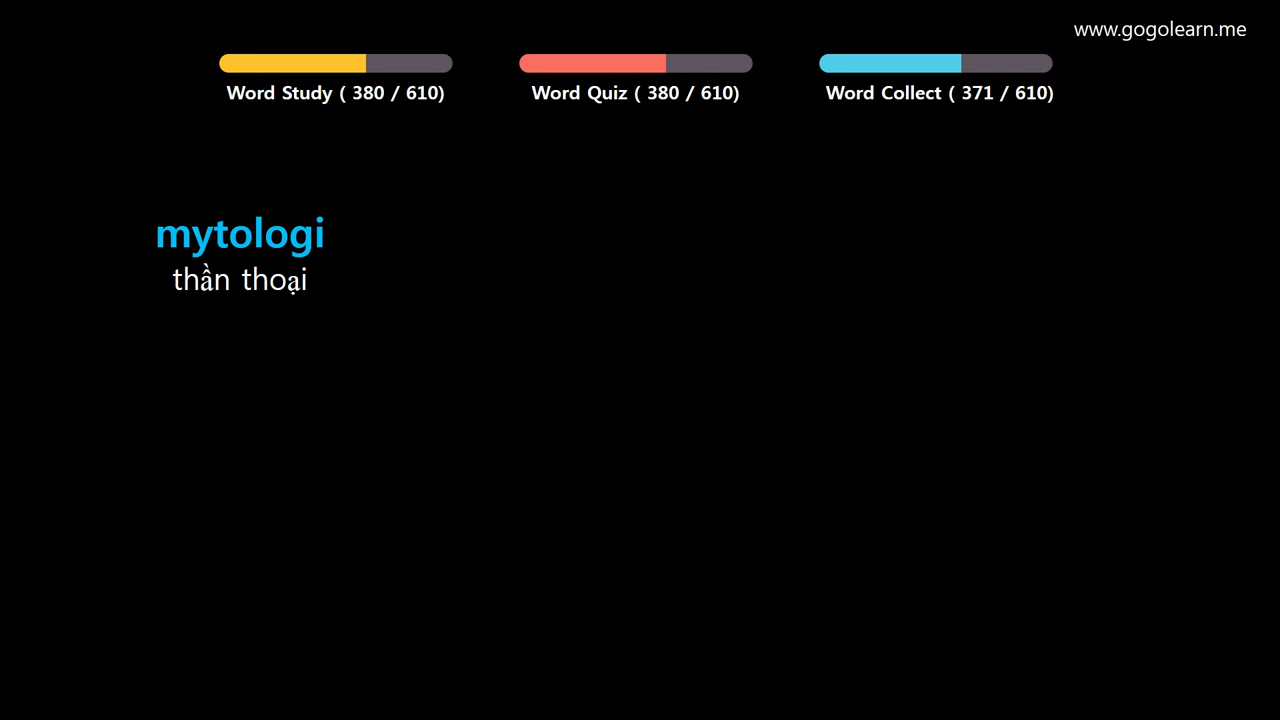 www.gogolearn.me
Word Study ( 380 / 610)
Word Quiz ( 380 / 610)
Word Collect ( 371 / 610)
mytologi
thần thoại